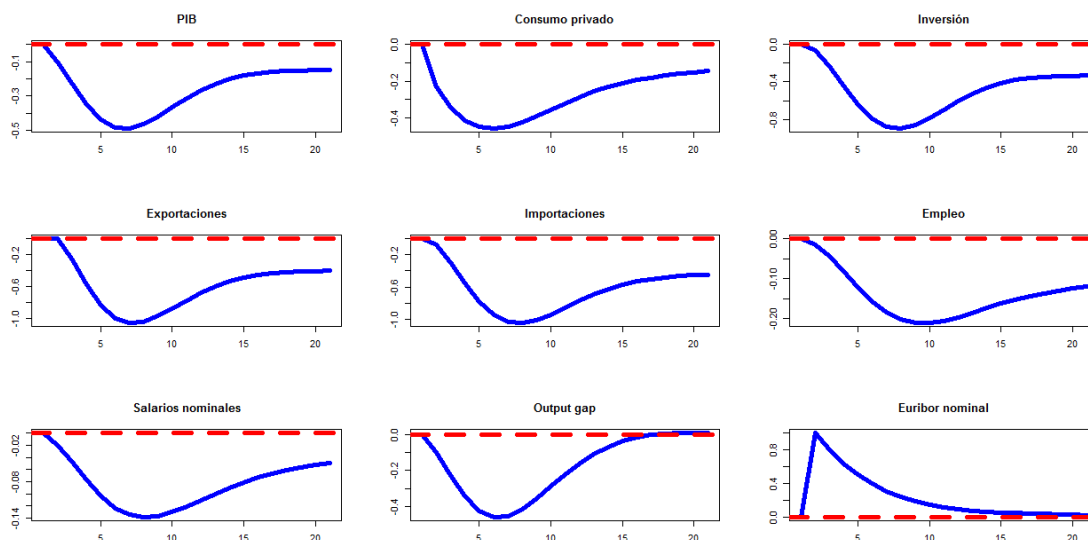 PIB
-0.5 -0.3 -0.1
5 10 15 20
Consumo privado
-0.4 -0.2 0.0
5 10 15 20
Inversión
-0.8 -0.4 0.0
5 10 15 20
Exportaciones
-1.0 -0.6 -0.2
5 10 15 20
Importaciones
-1.0 -0.6 -0.2
5 10 15 20
Empleo
-0.20 -0.10 0.00
5 10 15 20
Salarios nominales
-0.14 -0.08 -0.02
5 10 15 20
Output gap
-0.4 -0.2 0.0
5 10 15 20
Euribor nominal
0.0 0.4 0.8
5 10 15 20